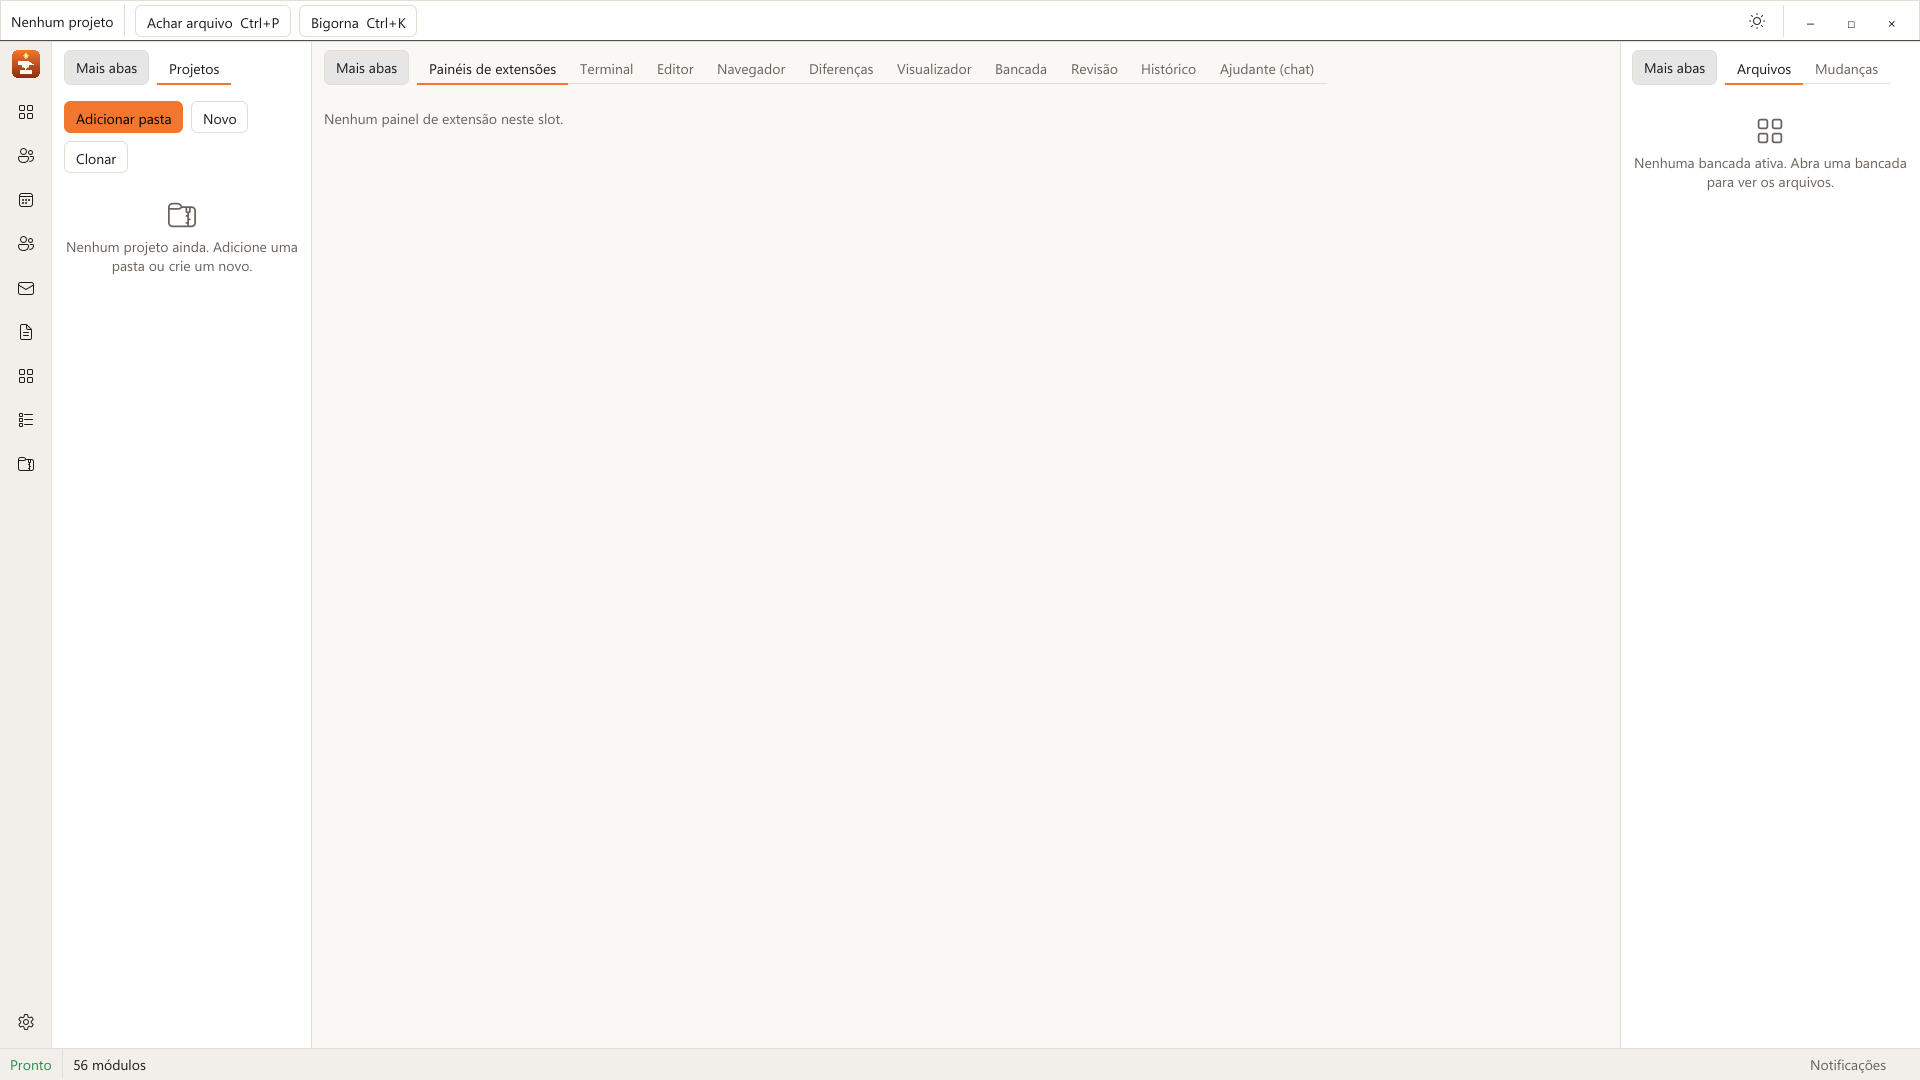 Nenhum projeto
Achar arquivo Ctrl+P
Bigorna Ctrl+K
Mais abas
Projetos
Adicionar pasta
Novo
Clonar
Nenhum projeto ainda. Adicione uma
pasta ou crie um novo.
Mais abas
Painéis de extensões
Terminal
Editor
Navegador
Diferenças
Visualizador
Bancada
Revisão
Histórico
Ajudante (chat)
Nenhum painel de extensão neste slot.
Mais abas
Arquivos
Mudanças
Nenhuma bancada ativa. Abra uma bancada
para ver os arquivos.
Pronto
56 módulos
Notificações